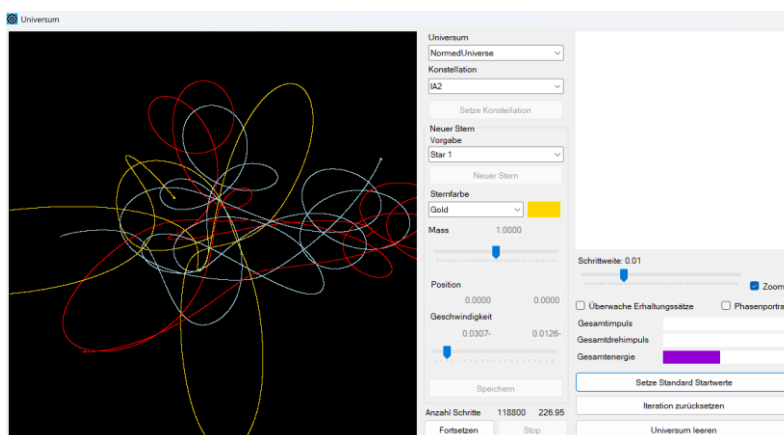 Universum
Universum
NormedUniverse
Konstellation
IA2
Setze Konstellation
Neuer Stern
Vorgabe
Star 1
Neuer Stern
Sternfarbe
Gold
Mass 1.0000
Position
0.0000 0.0000
Geschwindigkeit
0.0307- 0.0126-
Speichern
Anzahl Schritte 118800 226.95
Fortsetzen Stop
Schrittweite: 0.01
Zoom
Überwache Erhaltungssätze Phasenportra
Gesamtimpuls
Gesamtdrehimpuls
Gesamtenergie
Setze Standard Startwerte
Iteration zurücksetzen
Universum leeren